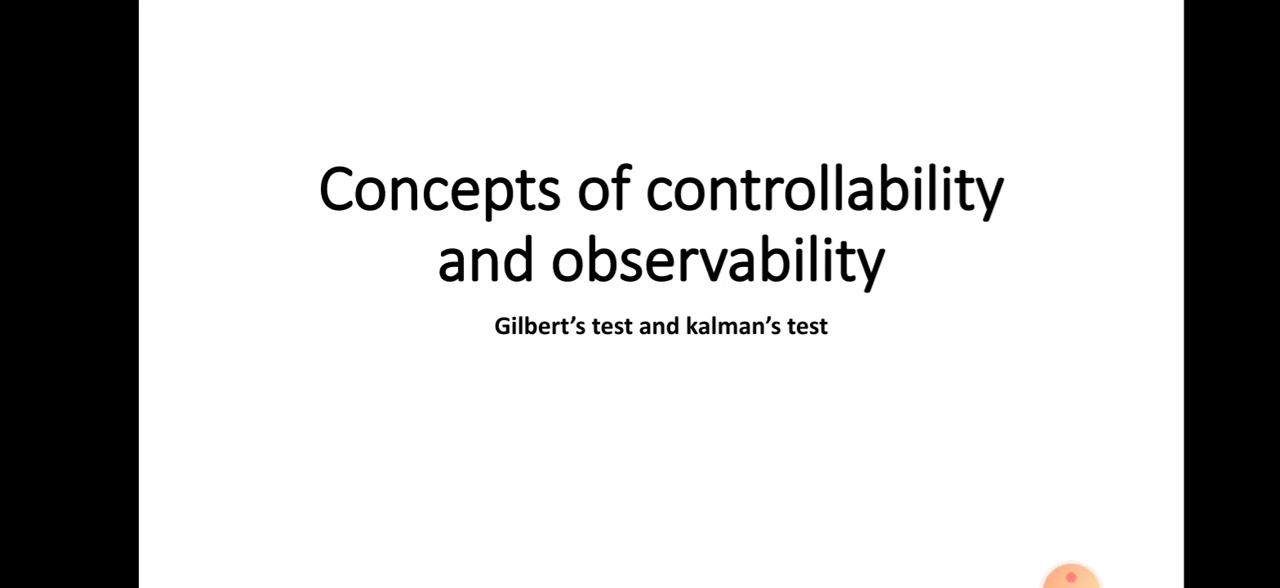 Concepts of controllability
and observability
Gilbert’s test and kalman’s test